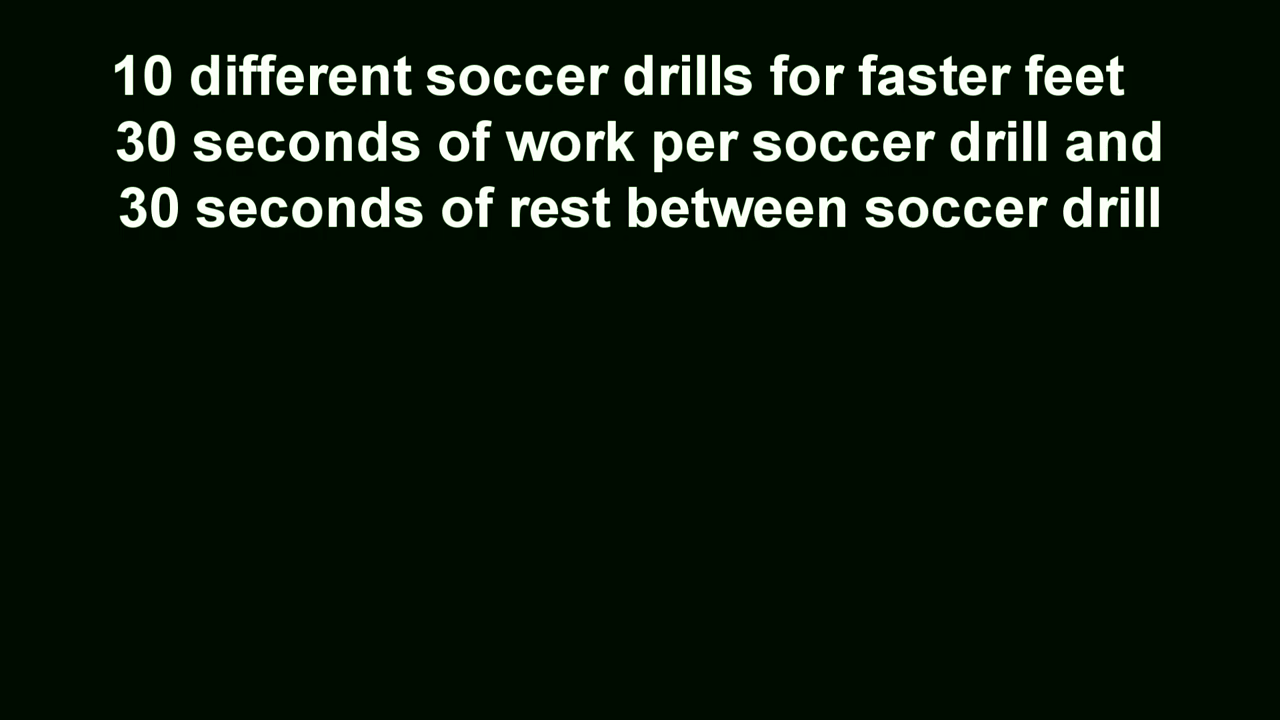 10 different soccer drills for faster feet
30 seconds of work per soccer drill and
30 seconds of rest between soccer drill